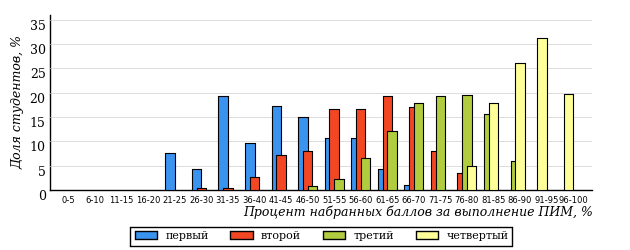 35
30
25
20
15
10
5
0
Доля студентов, %
0-5 6-10 11-15 16-20 21-25 26-30 31-35 36-40 41-45 46-50 51-55 56-60 61-65 66-70 71-75 76-80 81-85 86-90 91-95 96-100
Процент набранных баллов за выполнение ПИМ, %
первый второй третий четвертый